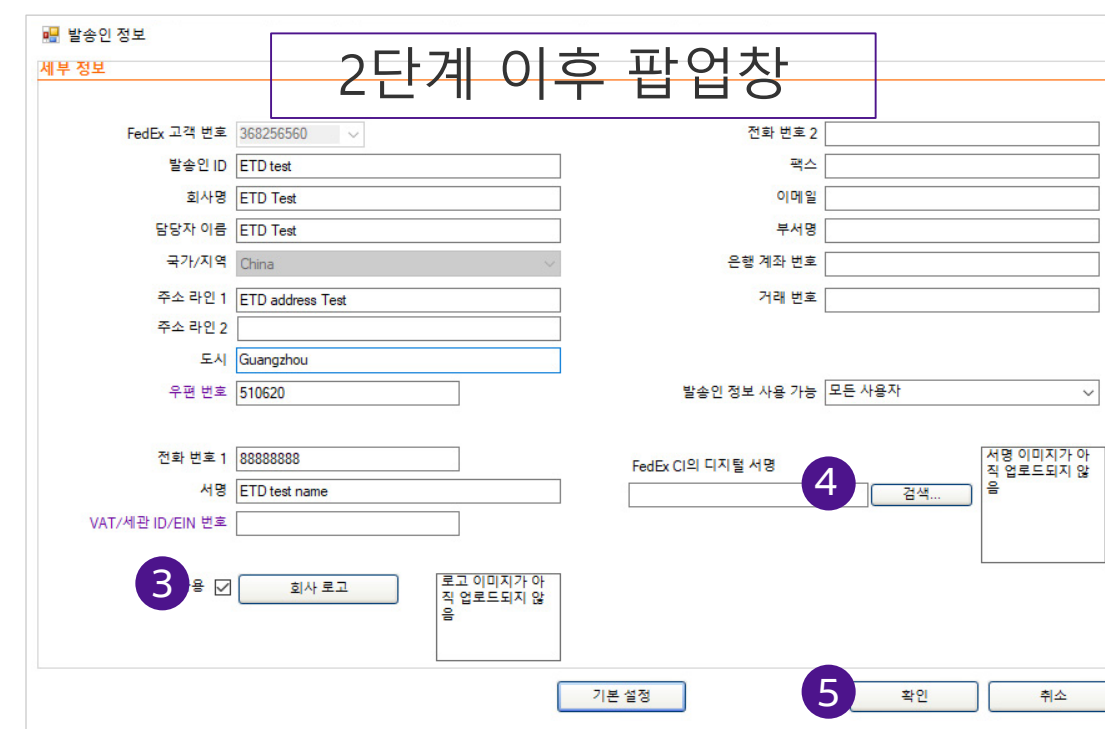 발송인 정보
2단계 이후 팝업창
세부 정보
FedEx 고객 번호 368256560
발송인 ID ETD test
회사명 ETD Test
담당자 이름 ETD Test
국가/지역 China
주소 라인 1 ETD address Test
주소 라인 2
도시 Guangzhou
우편 번호 510620
전화 번호 1 88888888
서명 ETD test name
VAT/세관 ID/EIN 번호
3 용 회사 로고
로고 이미지가 아
직 업로드되지 않
음
전화 번호 2
팩스
이메일
부서명
은행 계좌 번호
거래 번호
발송인 정보 사용 가능 모든 사용자
FedEx CI의 디지털 서명
4 검색...
서명 이미지가 아
직 업로드되지 않
음
기본 설정 5 확인 취소